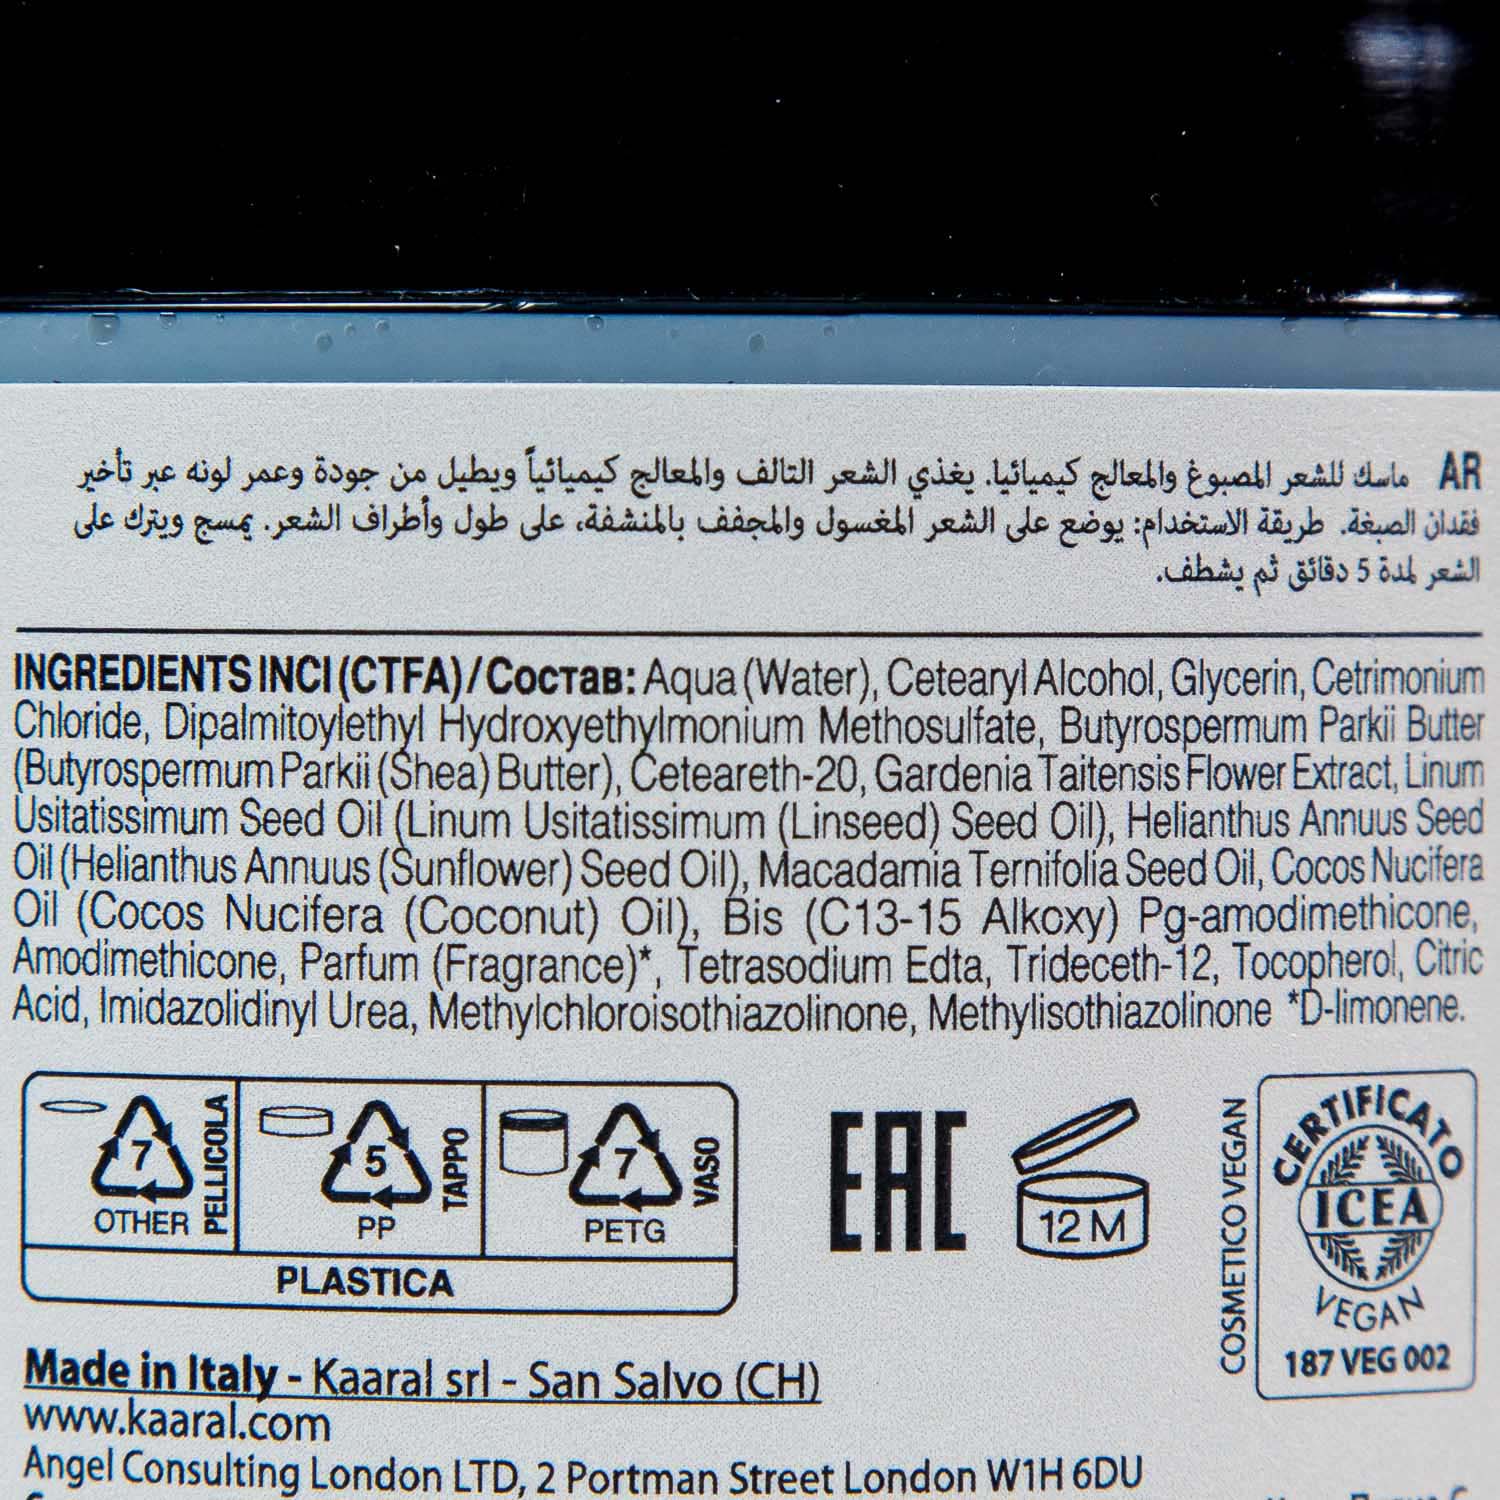 AR ماسك للشعر المصبوغ والمعالج كيميائيا. يغذي الشعر التالف والمعالج كيميائياً ويطيل من جودة وعمر لونه عبر تأخير
فقدان الصبغة. طريقة الاستخدام: يوضع على الشعر المغسول والمجفف بالمنشفة، على طول وأطراف الشعر. يمسج ويترك على
الشعر لمدة 5 دقائق ثم يشطف.
INGREDIENTS INCI (CTFA) / Состав: Aqua (Water), Cetearyl Alcohol, Glycerin, Cetrimonium
Chloride, Dipalmitoylethyl Hydroxyethylmonium Methosulfate, Butyrospermum Parkii Butter
(Butyrospermum Parkii (Shea) Butter), Ceteareth-20, Gardenia Taitensis Flower Extract, Linum
Usitatissimum Seed Oil (Linum Usitatissimum (Linseed) Seed Oil), Helianthus Annuus Seed
Oil (Helianthus Annuus (Sunflower) Seed Oil), Macadamia Ternifolia Seed Oil, Cocos Nucifera
Oil (Cocos Nucifera (Coconut) Oil), Bis (C13-15 Alkoxy) Pg-amodimethicone,
Amodimethicone, Parfum (Fragrance)*, Tetrasodium Edta, Trideceth-12, Tocopherol, Citric
Acid, Imidazolidinyl Urea, Methylchloroisothiazolinone, Methylisothiazolinone *D-limonene.
7
OTHER
PELLICOLA
5
PP
TAPPO
7
PETG
VASO
PLASTICA
EAC
12 M
COSMETICO VEGAN
CERTIFICATO
ICEA
VEGAN
187 VEG 002
Made in Italy - Kaaral srl - San Salvo (CH)
www.kaaral.com
Angel Consulting London LTD, 2 Portman Street London W1H 6DU